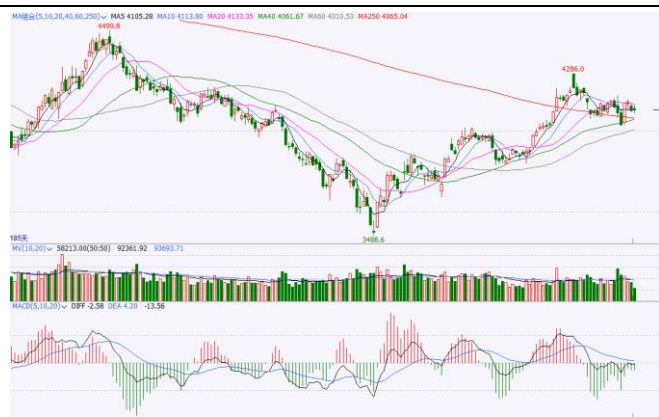 MA组合(5,10,20,40,60,250) MA5 4105.28 MA10 4113.90 MA20 4133.35 MA40 4061.67 MA60 4010.53 MA250 4065.04
4499.8
4286.0
3488.6
185天
MV(10,20) 58213.00(50:50) 92361.92 93693.71
MACD(5,10,20) DIFF -2.58 DEA 4.20 -13.56